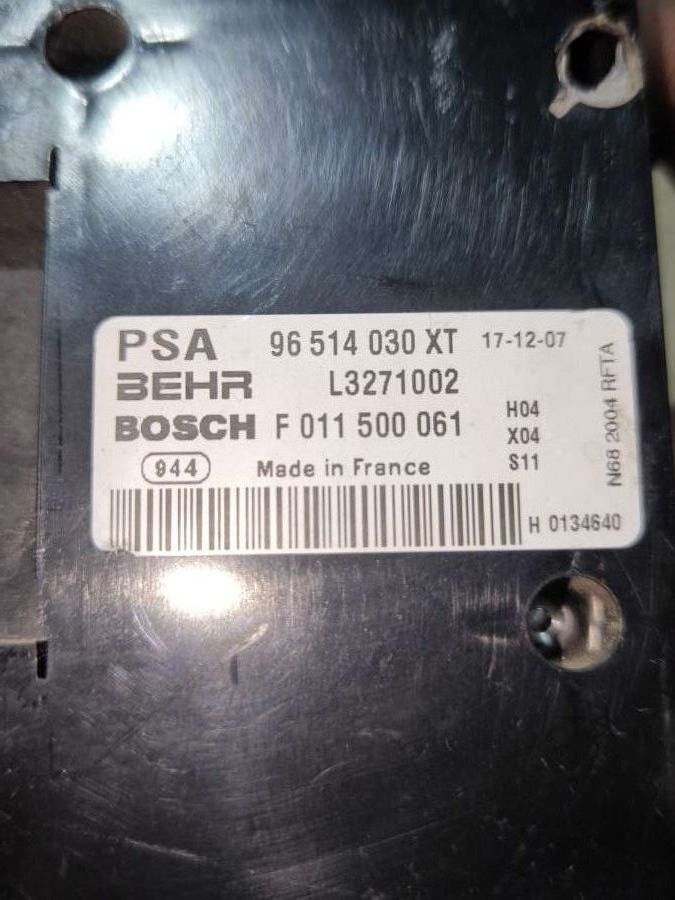 PSA 96 514 030 XT 17-12-07
BEHR L3271002
BOSCH F 011 500 061
H04
X04
S11
944 Made in France
H 0134640
N68 2004 RFTA